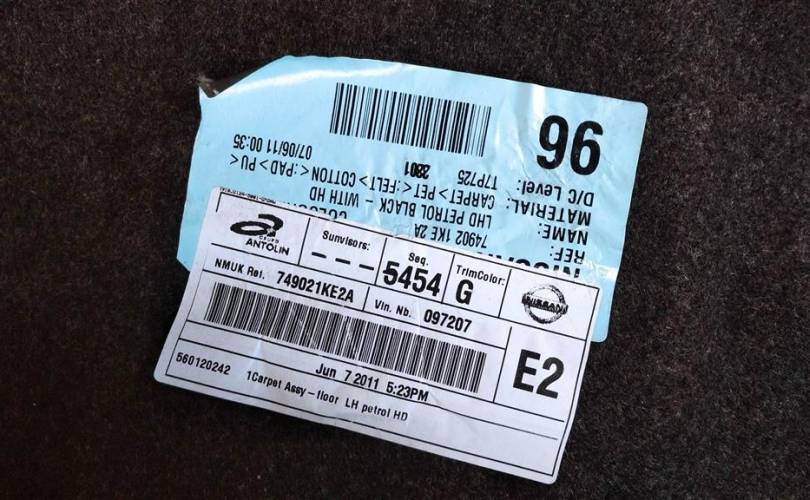 REF: 74902 1KE 2A
NAME: LHD PETROL BLACK - WITH HD
MATERIAL: CARPET > PET < :FELT > COTTON < :PAD > PU <
D/C Level: T7P725 07/06/11 00:35
96
GRUPO
ANTOLIN
Sunvisors:
- - -
Seq.
5454
TrimColor:
G
NISSAN
NMUK Ref. 749021KE2A
Vin. Nb. 097207
E2
Jun 7 2011 5:23PM
560120242 1Carpet Assy – floor LH petrol HD